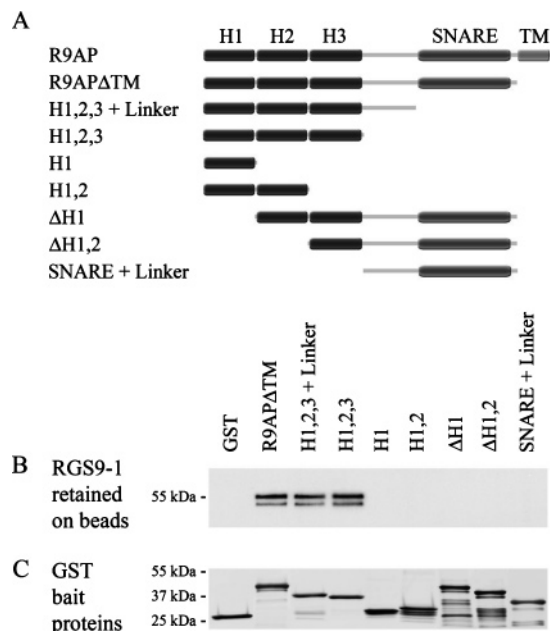 A
H1 H2 H3 SNARE TM
R9AP
R9APΔTM
H1,2,3 + Linker
H1,2,3
H1
H1,2
ΔH1
ΔH1,2
SNARE + Linker
GST
R9APΔTM
H1,2,3 + Linker
H1,2,3
H1
H1,2
ΔH1
ΔH1,2
SNARE + Linker
B RGS9-1
retained 55 kDa -
on beads
C GST 55 kDa -
bait 37 kDa -
proteins 25 kDa -